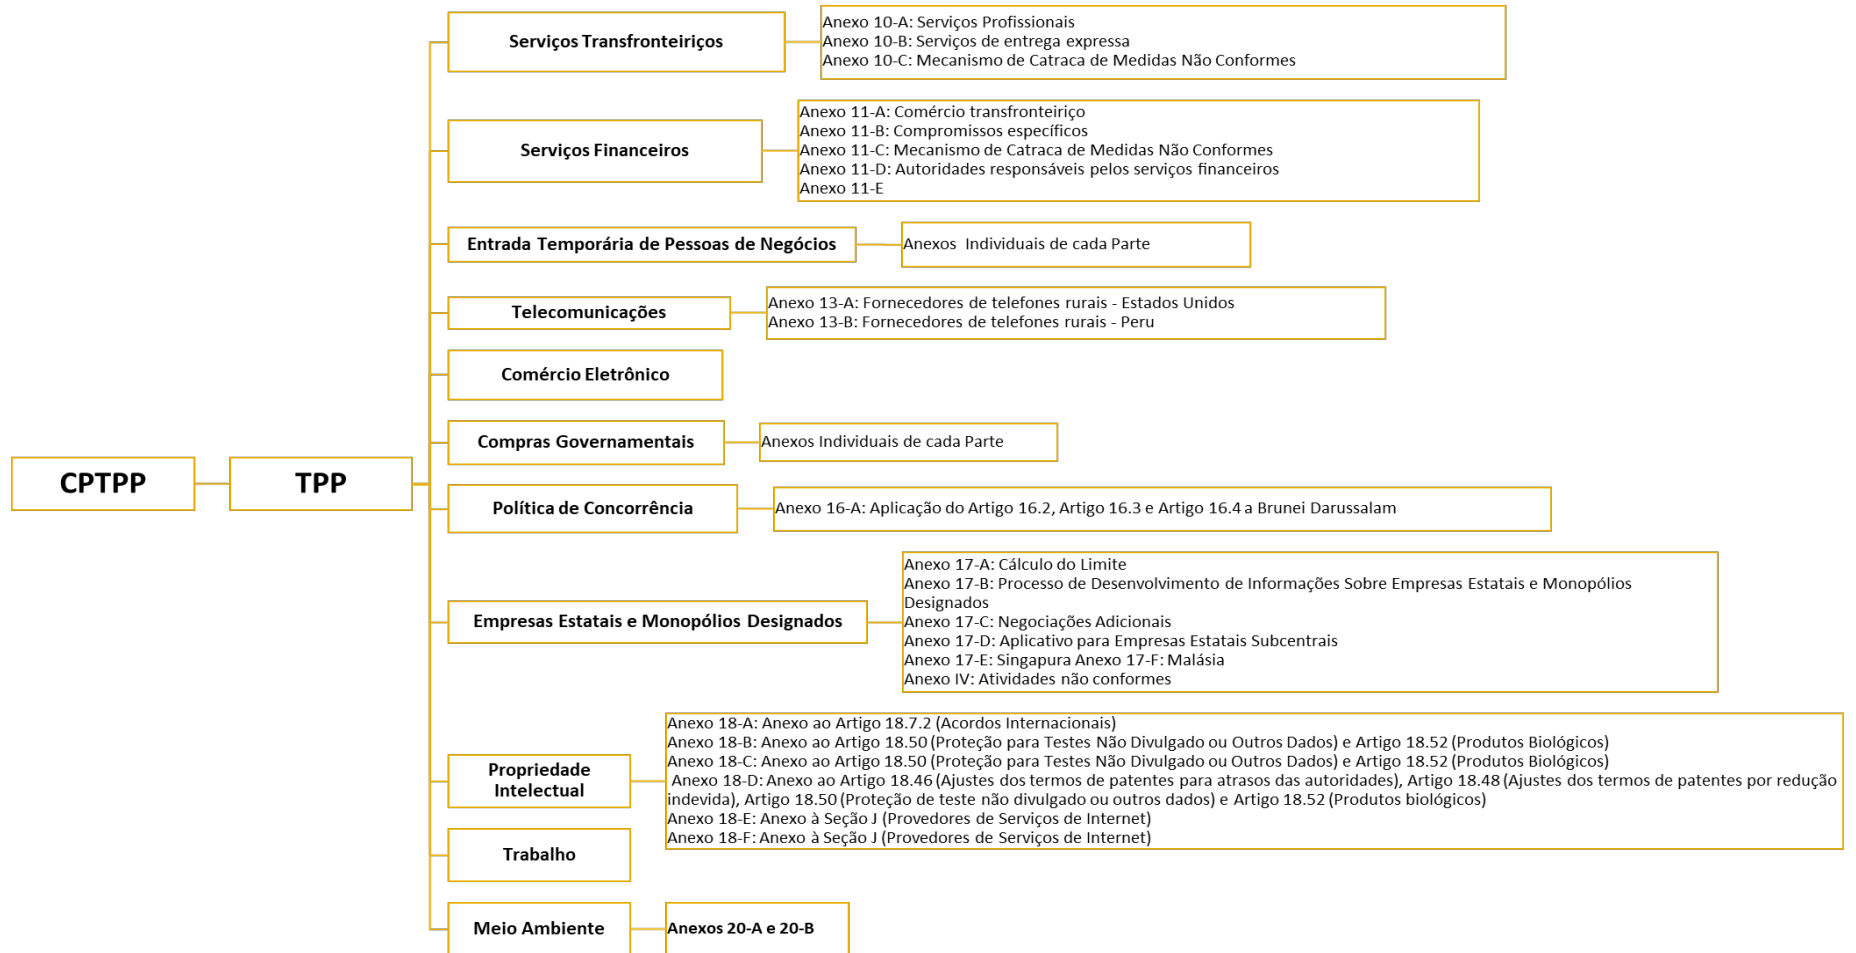 Serviços Transfronteiriços
Anexo 10-A: Serviços Profissionais
Anexo 10-B: Serviços de entrega expressa
Anexo 10-C: Mecanismo de Catraca de Medidas Não Conformes
Serviços Financeiros
Anexo 11-A: Comércio transfronteiriço
Anexo 11-B: Compromissos específicos
Anexo 11-C: Mecanismo de Catraca de Medidas Não Conformes
Anexo 11-D: Autoridades responsáveis pelos serviços financeiros
Anexo 11-E
Entrada Temporária de Pessoas de Negócios
Anexos Individuais de cada Parte
Telecomunicações
Anexo 13-A: Fornecedores de telefones rurais - Estados Unidos
Anexo 13-B: Fornecedores de telefones rurais - Peru
Comércio Eletrônico
Compras Governamentais
Anexos Individuais de cada Parte
CPTPP
TPP
Política de Concorrência
Anexo 16-A: Aplicação do Artigo 16.2, Artigo 16.3 e Artigo 16.4 a Brunei Darussalam
Empresas Estatais e Monopólios Designados
Anexo 17-A: Cálculo do Limite
Anexo 17-B: Processo de Desenvolvimento de Informações Sobre Empresas Estatais e Monopólios
Designados
Anexo 17-C: Negociações Adicionais
Anexo 17-D: Aplicativo para Empresas Estatais Subcentrais
Anexo 17-E: Singapura Anexo 17-F: Malásia
Anexo IV: Atividades não conformes
Propriedade
Intelectual
Anexo 18-A: Anexo ao Artigo 18.7.2 (Acordos Internacionais)
Anexo 18-B: Anexo ao Artigo 18.50 (Proteção para Testes Não Divulgado ou Outros Dados) e Artigo 18.52 (Produtos Biológicos)
Anexo 18-C: Anexo ao Artigo 18.50 (Proteção para Testes Não Divulgado ou Outros Dados) e Artigo 18.52 (Produtos Biológicos)
Anexo 18-D: Anexo ao Artigo 18.46 (Ajustes dos termos de patentes para atrasos das autoridades), Artigo 18.48 (Ajustes dos termos de patentes por redução
indevida), Artigo 18.50 (Proteção de teste não divulgado ou outros dados) e Artigo 18.52 (Produtos biológicos)
Anexo 18-E: Anexo à Seção J (Provedores de Serviços de Internet)
Anexo 18-F: Anexo à Seção J (Provedores de Serviços de Internet)
Trabalho
Meio Ambiente
Anexos 20-A e 20-B